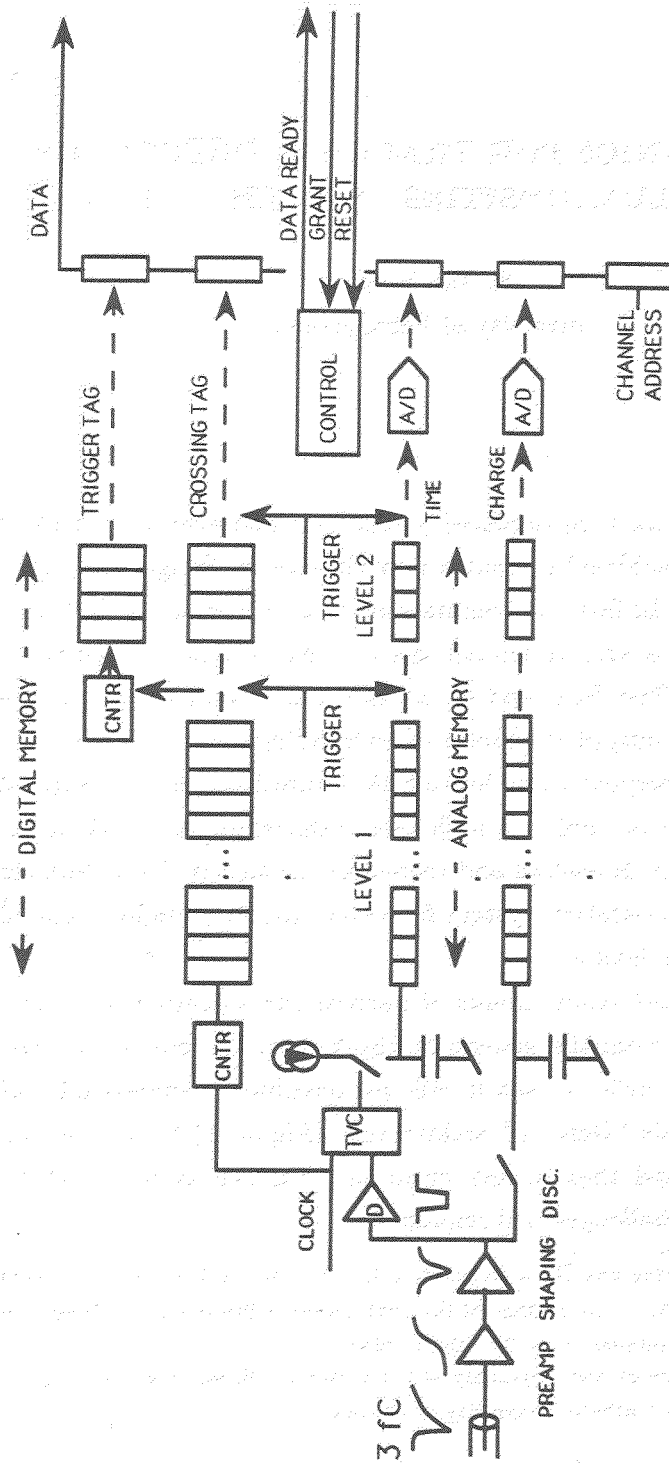 DIGITAL MEMORY
TRIGGER TAG
DATA
CNTR
CROSSING TAG
CNTR
....
CLOCK
TVC
D
TRIGGER
TRIGGER
LEVEL 1
LEVEL 2
CONTROL
DATA READY
GRANT
RESET
TIME
A/D
ANALOG MEMORY
CHARGE
A/D
CHANNEL
ADDRESS
3 fC
PREAMP SHAPING DISC.